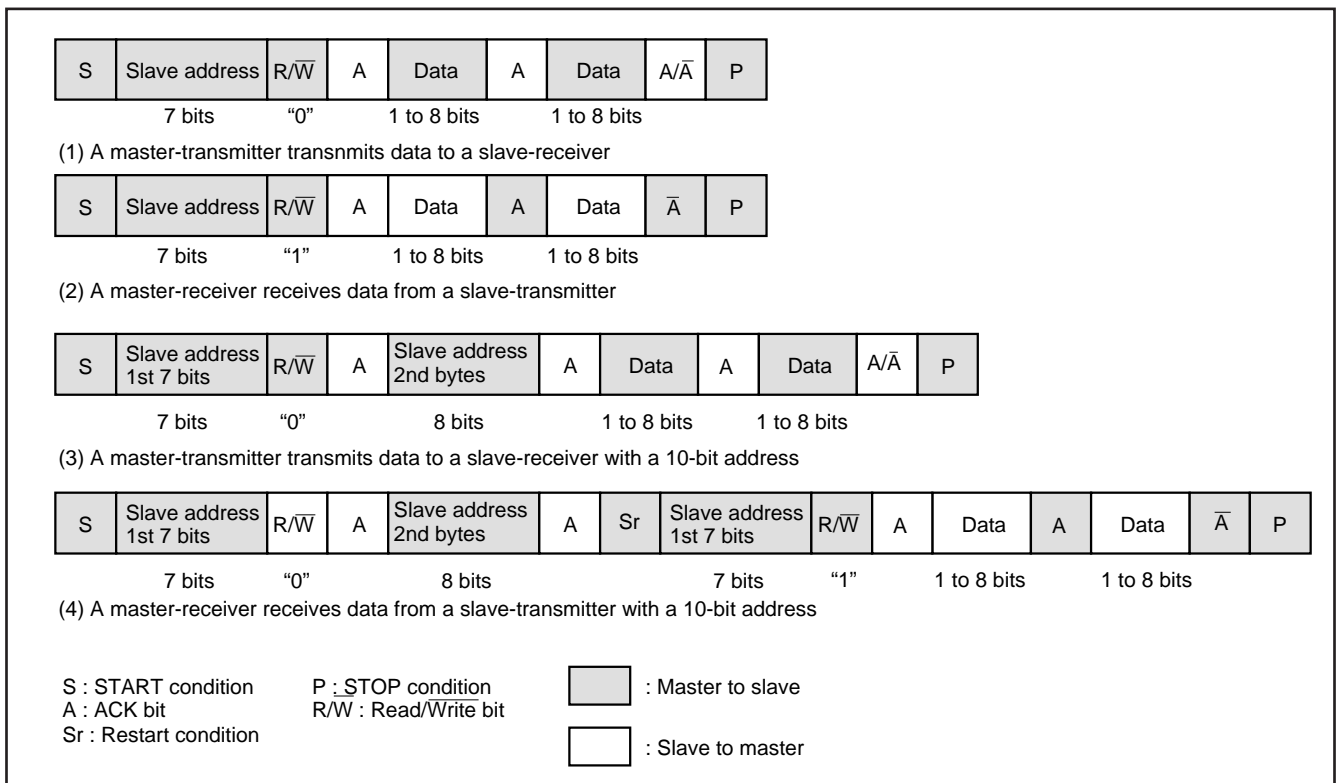 S Slave address R/W̅ A Data A Data A/A̅ P
7 bits “0” 1 to 8 bits 1 to 8 bits
(1) A master-transmitter transnmits data to a slave-receiver
S Slave address R/W̅ A Data A Data A̅ P
7 bits “1” 1 to 8 bits 1 to 8 bits
(2) A master-receiver receives data from a slave-transmitter
S Slave address 1st 7 bits R/W̅ A Slave address 2nd bytes A Data A Data A/A̅ P
7 bits “0” 8 bits 1 to 8 bits 1 to 8 bits
(3) A master-transmitter transmits data to a slave-receiver with a 10-bit address
S Slave address 1st 7 bits R/W̅ A Slave address 2nd bytes A Sr Slave address 1st 7 bits R/W̅ A Data A Data A̅ P
7 bits “0” 8 bits 7 bits “1” 1 to 8 bits 1 to 8 bits
(4) A master-receiver receives data from a slave-transmitter with a 10-bit address
S : START condition P : STOP condition : Master to slave
A : ACK bit R/W̅ : Read/W̅r̅i̅t̅e̅ bit
Sr : Restart condition
: Slave to master